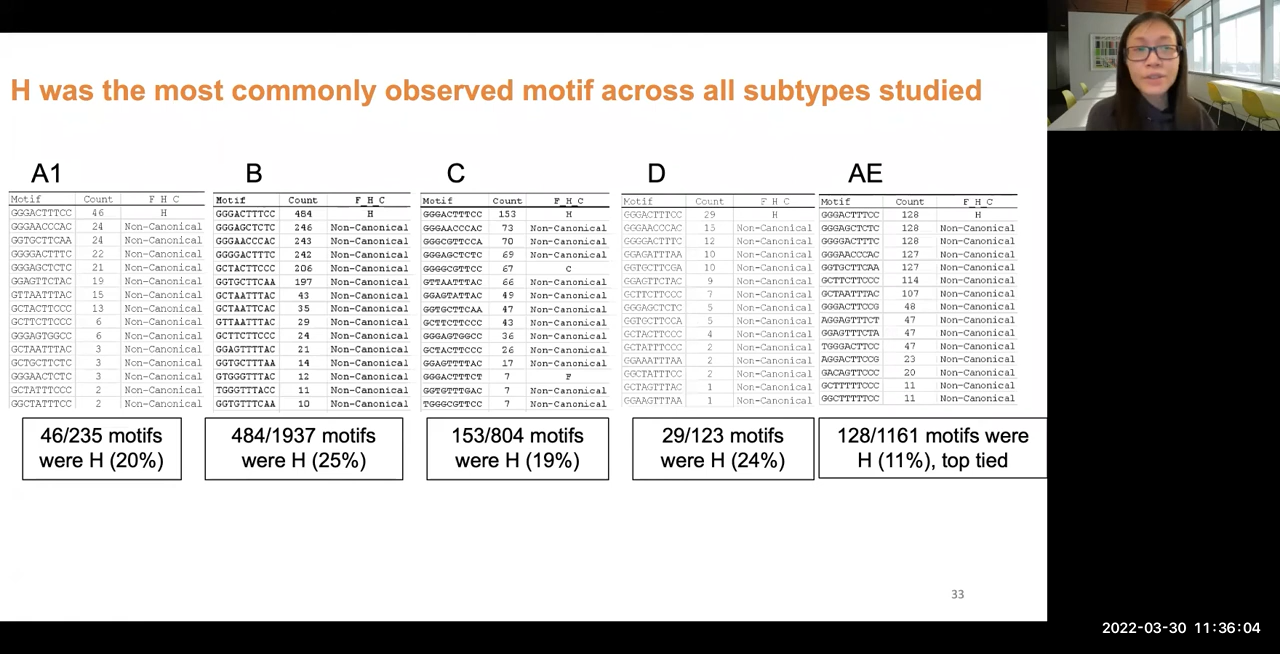 H was the most commonly observed motif across all subtypes studied
A1
Motif Count F H C
GGGACTTTCC 46 H
GGGAACCCAC 24 Non-Canonical
GGTGCTTCAA 24 Non-Canonical
GGGGACTTTC 22 Non-Canonical
GGGAGCTCTC 21 Non-Canonical
GGAGTTCTAC 19 Non-Canonical
GTTAATTTAC 15 Non-Canonical
GCTACTTCCC 13 Non-Canonical
GCTTCTTCCC 6 Non-Canonical
GGGAGTGGCC 6 Non-Canonical
GCTAATTTAC 3 Non-Canonical
GCTGCTTCTC 3 Non-Canonical
GGGAACTCTC 3 Non-Canonical
GCTATTTCCC 2 Non-Canonical
GGCTATTTCC 2 Non-Canonical
46/235 motifs
were H (20%)
B
Motif Count F_H_C
GGGACTTTCC 484 H
GGGAGCTCTC 246 Non-Canonical
GGGAACCCAC 243 Non-Canonical
GGGGACTTTC 242 Non-Canonical
GCTACTTCCC 206 Non-Canonical
GGTGCTTCAA 197 Non-Canonical
GCTAATTTAC 43 Non-Canonical
GCTAATTCAC 35 Non-Canonical
GTTAATTTAC 29 Non-Canonical
GCTTCTTCCC 24 Non-Canonical
GGAGTTTTAC 21 Non-Canonical
GGTGCTTTAA 14 Non-Canonical
GTGGGTTTAC 12 Non-Canonical
TGGGTTTACC 11 Non-Canonical
GGTGTTTCAA 10 Non-Canonical
484/1937 motifs
were H (25%)
C
Motif Count F_H_C
GGGACTTTCC 153 H
GGGAACCCAC 73 Non-Canonical
GGGCGTTCCA 70 Non-Canonical
GGGAGCTCTC 69 Non-Canonical
GGGGCGTTCC 67 C
GTTAATTTAC 66 Non-Canonical
GGAGTATTAC 49 Non-Canonical
GGTGCTTCAA 47 Non-Canonical
GCTTCTTCCC 43 Non-Canonical
GGGAGTGGCC 36 Non-Canonical
GCTACTTCCC 26 Non-Canonical
GGAGTTTTAC 17 Non-Canonical
GGGACTTTCT 7 F
GGTGTTTGAC 7 Non-Canonical
TGGGCGTTCC 7 Non-Canonical
153/804 motifs
were H (19%)
D
Motif Count F H C
GGGACTTTCC 29 H
GGGAACCCAC 15 Non-Canonical
GGGGACTTTC 12 Non-Canonical
GGAGATTTAA 10 Non-Canonical
GGTGCTTCGA 10 Non-Canonical
GGAGTTCTAC 9 Non-Canonical
GCTTCTTCCC 7 Non-Canonical
GGGAGCTCTC 5 Non-Canonical
GGTGCTTCCA 5 Non-Canonical
GCTACTTCCC 4 Non-Canonical
GCTATTTCCC 2 Non-Canonical
GGAAATTTAA 2 Non-Canonical
GGCTATTTCC 2 Non-Canonical
GCTAGTTTAC 1 Non-Canonical
GGAAGTTTAA 1 Non-Canonical
29/123 motifs
were H (24%)
AE
Motif Count F_H_C
GGGACTTTCC 128 H
GGGAGCTCTC 128 Non-Canonical
GGGGACTTTC 128 Non-Canonical
GGGAACCCAC 127 Non-Canonical
GGTGCTTCAA 127 Non-Canonical
GCTTCTTCCC 114 Non-Canonical
GCTAATTTAC 107 Non-Canonical
GGGACTTCCG 48 Non-Canonical
AGGAGTTTCT 47 Non-Canonical
GGAGTTTCTA 47 Non-Canonical
TGGGACTTCC 47 Non-Canonical
AGGACTTCCG 23 Non-Canonical
GACAGTTCCC 20 Non-Canonical
GCTTTTTCCC 11 Non-Canonical
GGCTTTTTCC 11 Non-Canonical
128/1161 motifs were
H (11%), top tied
33
2022-03-30 11:36:04